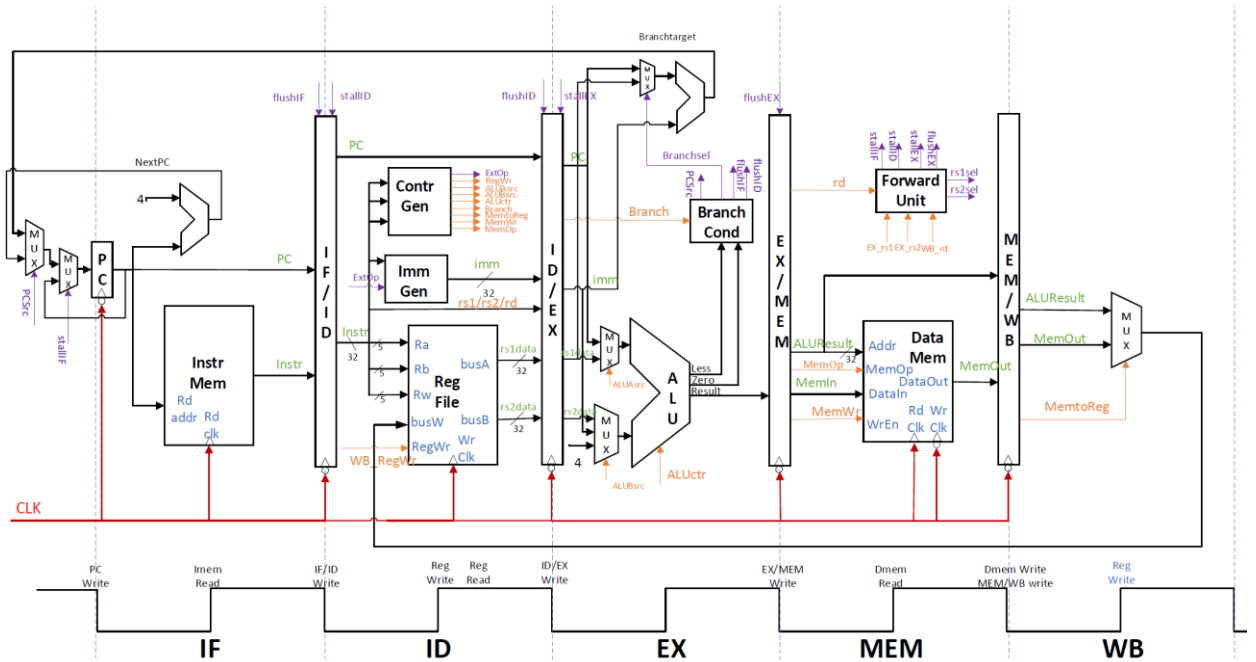 Branchtarget
flushIF
stallID
flushID
stallEX
flushEX
NextPC
4
MUX
MUX
PC
PCSrc
stallIF
PC
Instr
Mem
Rd
addr
Rd
clk
Instr
IF/ID
PC
Contr
Gen
ExtOp
RegWr
ALUAsrc
ALUBsrc
ALUctr
Branch
MemtoReg
MemWr
MemOp
ExtOp
Imm
Gen
imm
32
rs1/rs2/rd
Instr
32
5
5
5
Ra
Rb
Rw
busW
RegWr
Reg
File
busA
busB
Wr
Clk
rs1data
32
rs2data
32
WB_RegWr
ID/EX
PC
MUX
Branchsel
PCSrc
flushIF
flushID
Branch
Branch
Cond
imm
rs1data
MUX
ALUAsrc
rs2data
MUX
4
ALUBsrc
ALU
Less
Zero
Result
ALUctr
EX/MEM
stallIF
stallID
stallEX
flushEX
rd
Forward
Unit
rs1sel
rs2sel
EX_rs1
EX_rs2
WB_rd
ALUResult
32
MemOp
MemIn
MemWr
Addr
MemOp
DataIn
WrEn
Data
Mem
DataOut
Rd
Clk
Wr
Clk
MemOut
MEM/WB
ALUResult
MemOut
MUX
MemtoReg
CLK
PC
Write
Imem
Read
IF/ID
Write
Reg
Write
Reg
Read
ID/EX
Write
EX/MEM
Write
Dmem
Read
Dmem Write
MEM/WB write
Reg
Write
IF
ID
EX
MEM
WB